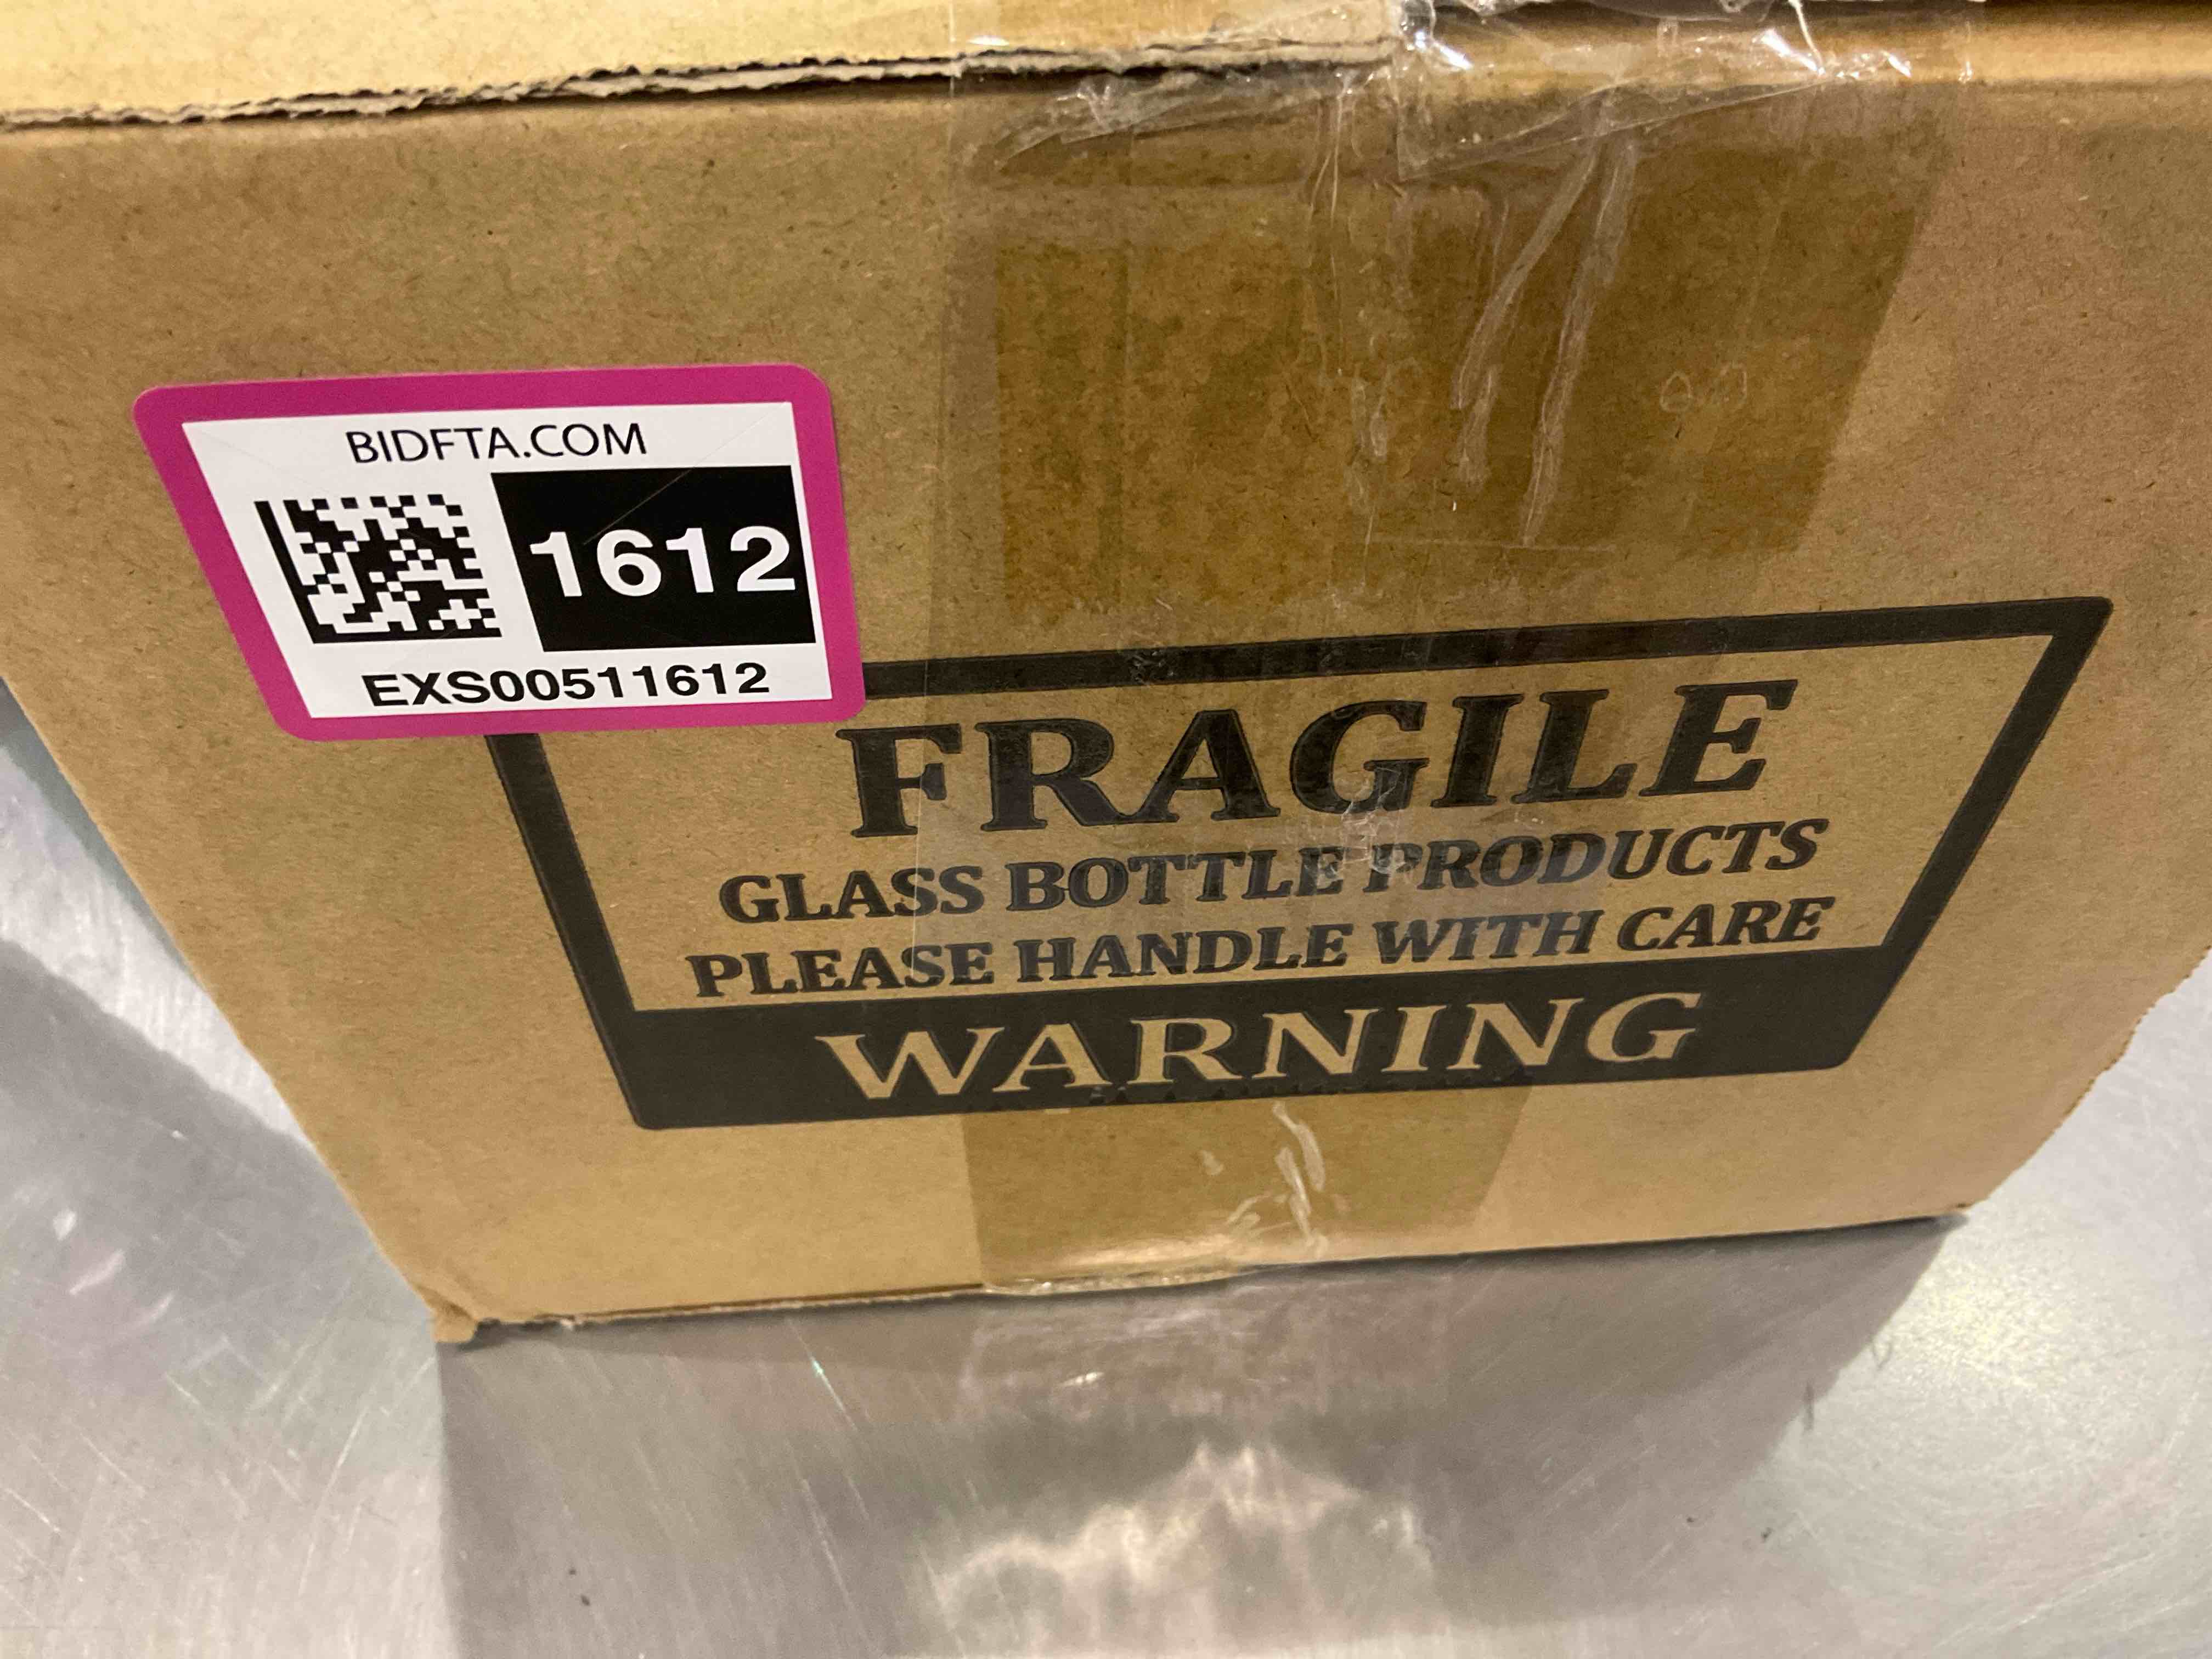 BIDFTA.COM
1612
EXS00511612
FRAGILE
GLASS BOTTLE PRODUCTS
PLEASE HANDLE WITH CARE
WARNING